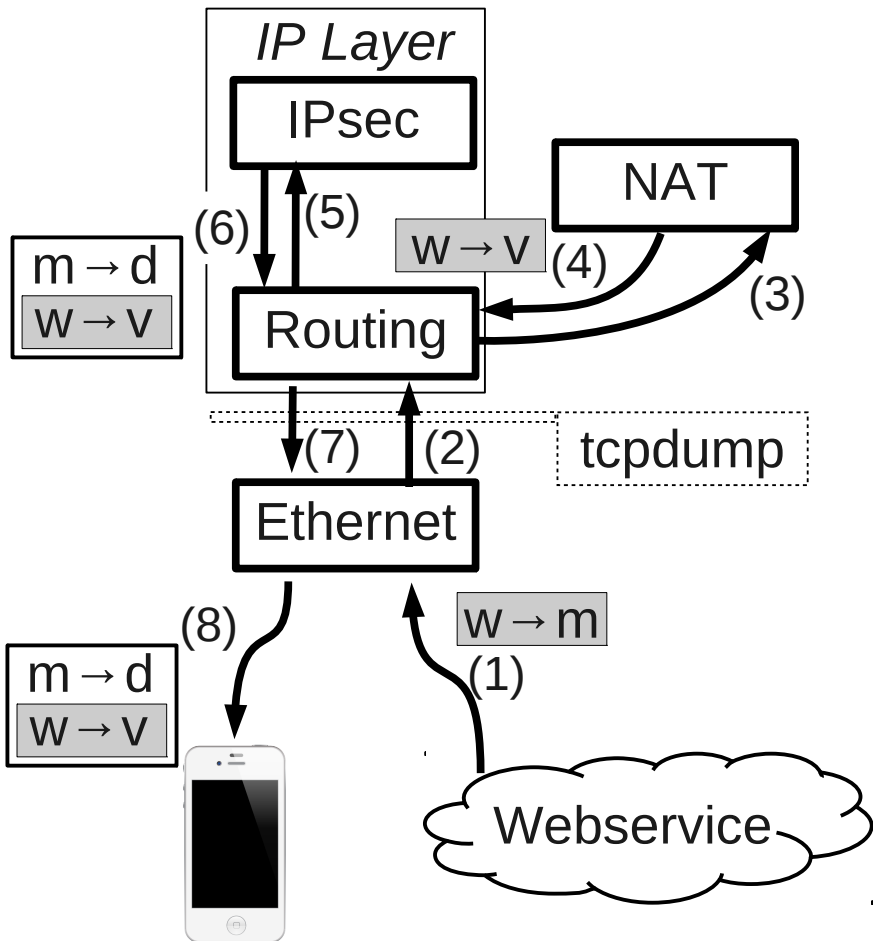 IP Layer
IPsec
NAT
(6)
(5)
w→v
(4)
(3)
m→d
w→v
Routing
(7)
(2)
tcpdump
Ethernet
(8)
w→m
(1)
m→d
w→v
Webservice